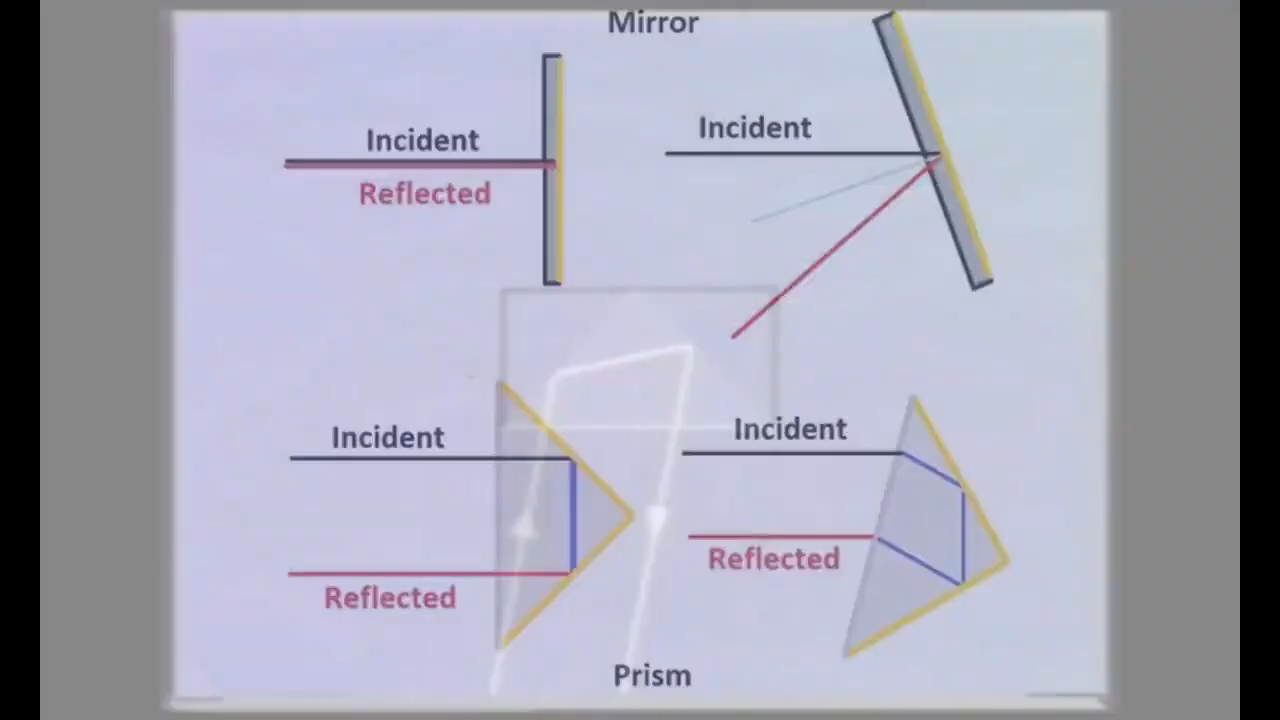 Mirror
Incident
Reflected
Incident
Incident
Reflected
Incident
Reflected
Prism